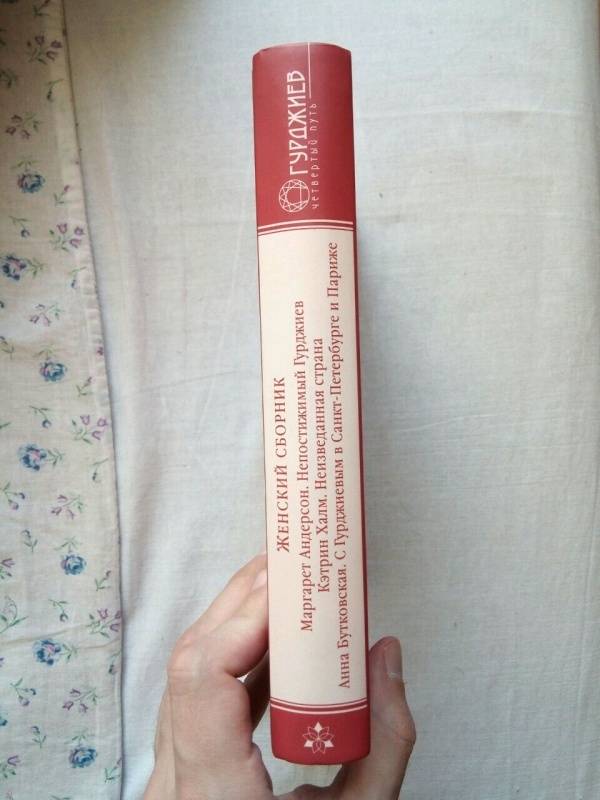 ГУРДЖИЕВ
четвертый путь
Женский сборник
Маргарет Андерсон. Непостижимый Гурджиев
Кэтрин Халм. Неизведанная страна
Анна Бутковская. С Гурджиевым в Санкт-Петербурге и Париже